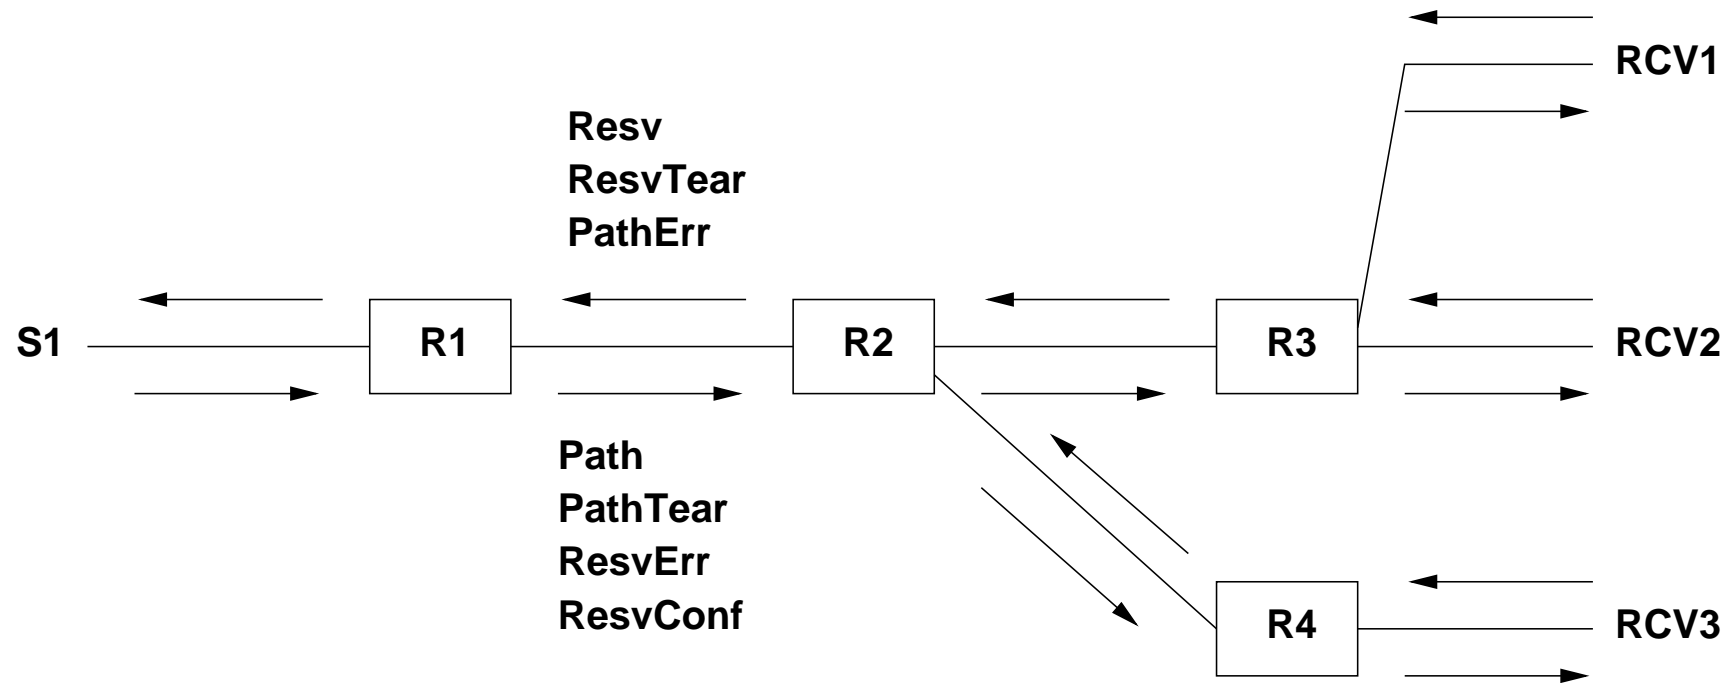 RCV1
Resv
ResvTear
PathErr
S1
R1
R2
R3
RCV2
Path
PathTear
ResvErr
ResvConf
R4
RCV3